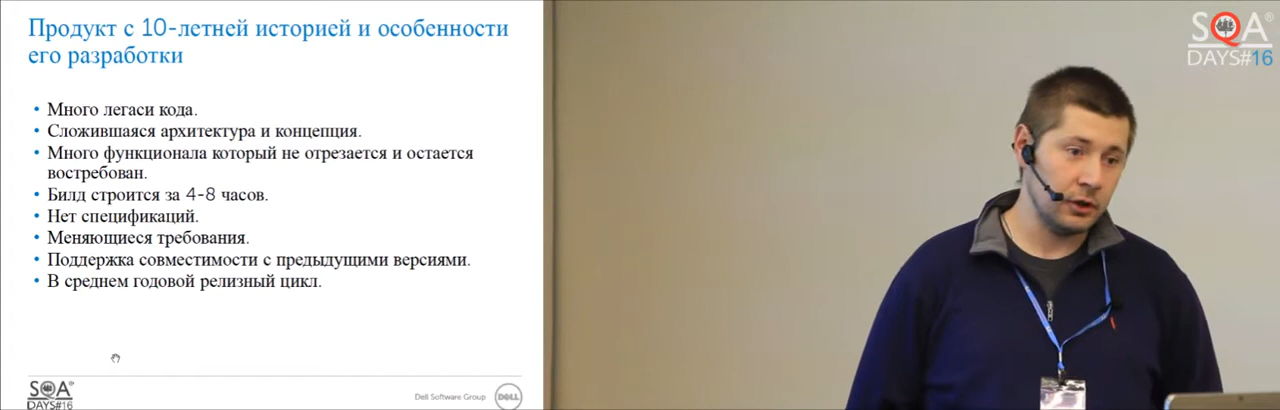 Продукт с 10-летней историей и особенности
его разработки
• Много легаси кода.
• Сложившаяся архитектура и концепция.
• Много функционала который не отрезается и остается
востребован.
• Билд строится за 4-8 часов.
• Нет спецификаций.
• Меняющиеся требования.
• Поддержка совместимости с предыдущими версиями.
• В среднем годовой релизный цикл.
SQA®
DAYS#16
Dell Software Group
DELL
SQA®
DAYS#16